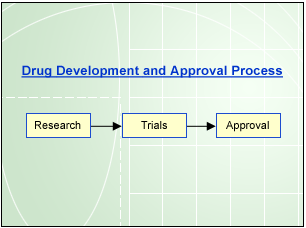 Drug Development and Approval Process
Research
Trials
Approval